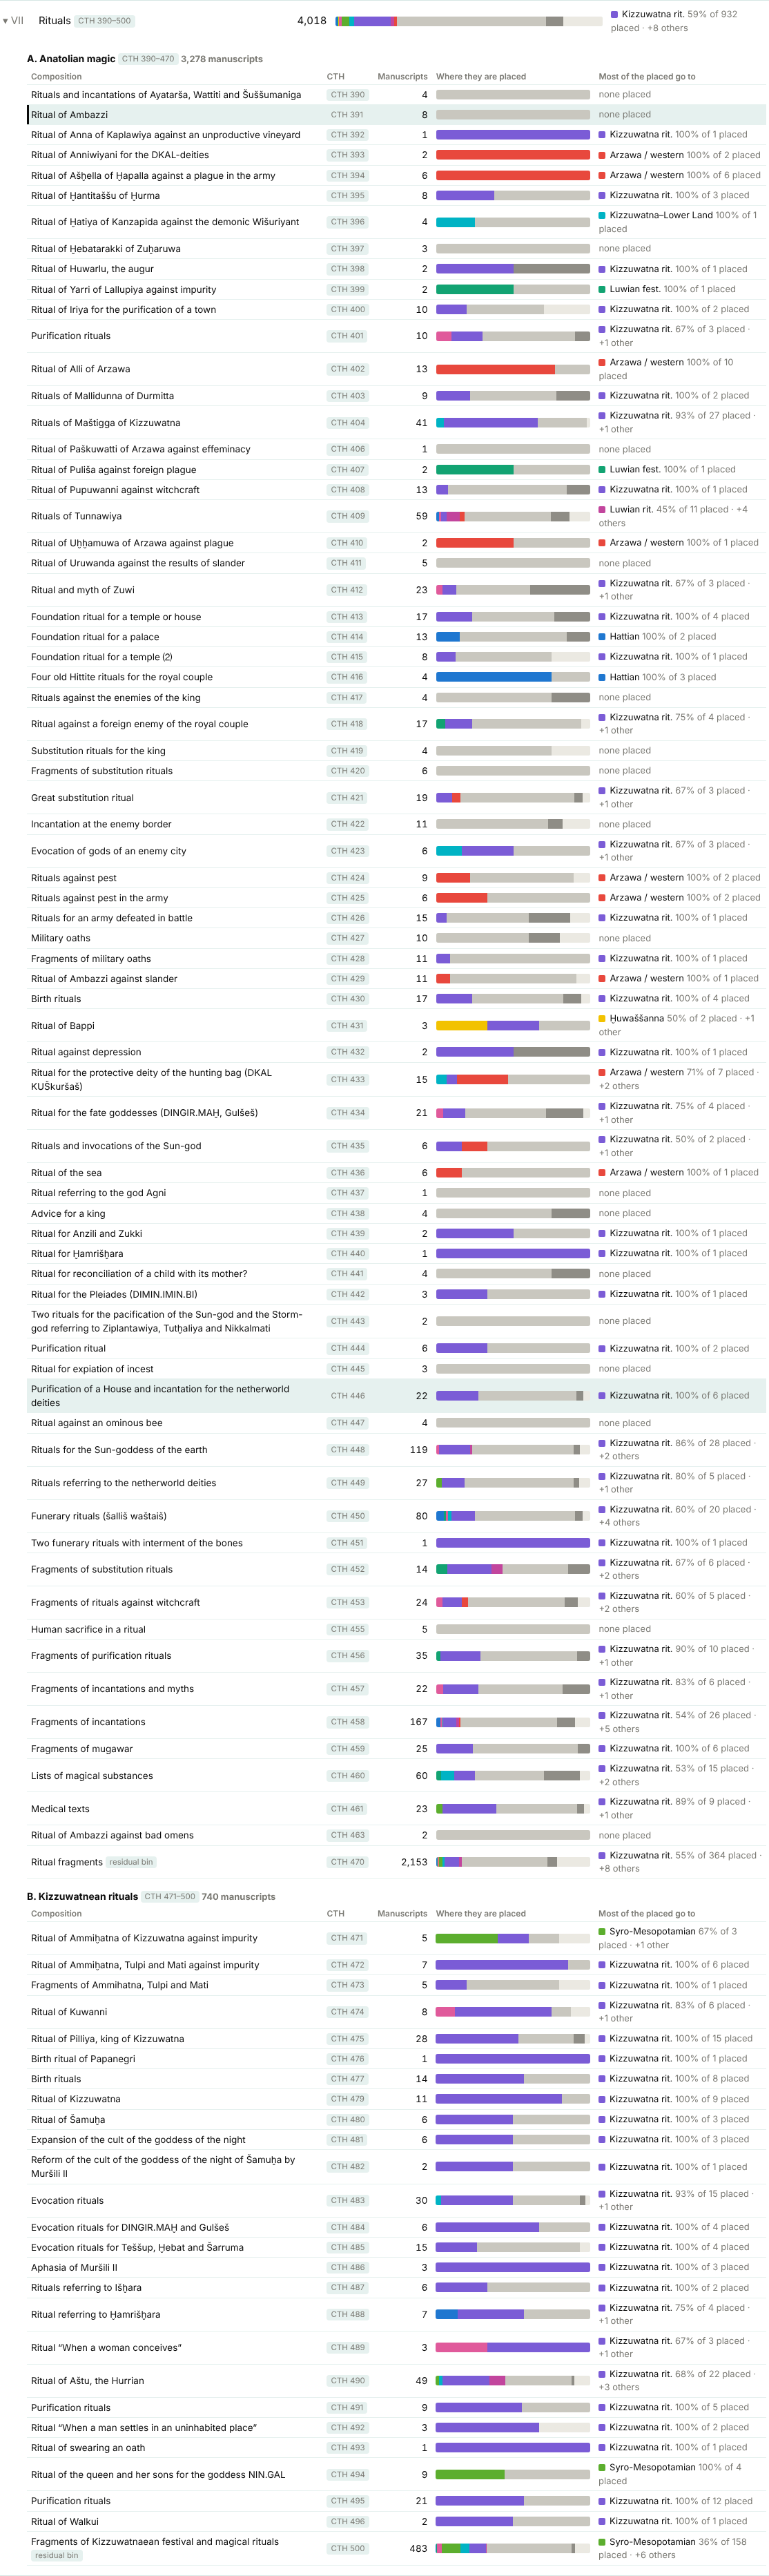 ▾ VII Rituals CTH 390–500 4,018 Kizzuwatna rit. 59% of 932
placed · +8 others
A. Anatolian magic CTH 390–470 3,278 manuscripts
Composition CTH Manuscripts Where they are placed Most of the placed go to
Rituals and incantations of Ayatarša, Wattiti and Šuššumaniga CTH 390 4 none placed
Ritual of Ambazzi CTH 391 8 none placed
Ritual of Anna of Kaplawiya against an unproductive vineyard CTH 392 1 Kizzuwatna rit. 100% of 1 placed
Ritual of Anniwiyani for the DKAL-deities CTH 393 2 Arzawa / western 100% of 2 placed
Ritual of Ašḫella of Ḫapalla against a plague in the army CTH 394 6 Arzawa / western 100% of 6 placed
Ritual of Ḫantitaššu of Ḫurma CTH 395 8 Kizzuwatna rit. 100% of 3 placed
Ritual of Ḫatiya of Kanzapida against the demonic Wišuriyant CTH 396 4 Kizzuwatna–Lower Land 100% of 1
placed
Ritual of Ḫebatarakki of Zuḫaruwa CTH 397 3 none placed
Ritual of Huwarlu, the augur CTH 398 2 Kizzuwatna rit. 100% of 1 placed
Ritual of Yarri of Lallupiya against impurity CTH 399 2 Luwian fest. 100% of 1 placed
Ritual of Iriya for the purification of a town CTH 400 10 Kizzuwatna rit. 100% of 2 placed
Purification rituals CTH 401 10 Kizzuwatna rit. 67% of 3 placed ·
+1 other
Ritual of Alli of Arzawa CTH 402 13 Arzawa / western 100% of 10
placed
Rituals of Mallidunna of Durmitta CTH 403 9 Kizzuwatna rit. 100% of 2 placed
Rituals of Maštigga of Kizzuwatna CTH 404 41 Kizzuwatna rit. 93% of 27 placed ·
+1 other
Ritual of Paškuwatti of Arzawa against effeminacy CTH 406 1 none placed
Ritual of Puliša against foreign plague CTH 407 2 Luwian fest. 100% of 1 placed
Ritual of Pupuwanni against witchcraft CTH 408 13 Kizzuwatna rit. 100% of 1 placed
Rituals of Tunnawiya CTH 409 59 Luwian rit. 45% of 11 placed · +4
others
Ritual of Uḫḫamuwa of Arzawa against plague CTH 410 2 Arzawa / western 100% of 1 placed
Ritual of Uruwanda against the results of slander CTH 411 5 none placed
Ritual and myth of Zuwi CTH 412 23 Kizzuwatna rit. 67% of 3 placed ·
+1 other
Foundation ritual for a temple or house CTH 413 17 Kizzuwatna rit. 100% of 4 placed
Foundation ritual for a palace CTH 414 13 Hattian 100% of 2 placed
Foundation ritual for a temple (2) CTH 415 8 Kizzuwatna rit. 100% of 1 placed
Four old Hittite rituals for the royal couple CTH 416 4 Hattian 100% of 3 placed
Rituals against the enemies of the king CTH 417 4 none placed
Ritual against a foreign enemy of the royal couple CTH 418 17 Kizzuwatna rit. 75% of 4 placed ·
+1 other
Substitution rituals for the king CTH 419 4 none placed
Fragments of substitution rituals CTH 420 6 none placed
Great substitution ritual CTH 421 19 Kizzuwatna rit. 67% of 3 placed ·
+1 other
Incantation at the enemy border CTH 422 11 none placed
Evocation of gods of an enemy city CTH 423 6 Kizzuwatna rit. 67% of 3 placed ·
+1 other
Rituals against pest CTH 424 9 Arzawa / western 100% of 2 placed
Rituals against pest in the army CTH 425 6 Arzawa / western 100% of 2 placed
Rituals for an army defeated in battle CTH 426 15 Kizzuwatna rit. 100% of 1 placed
Military oaths CTH 427 10 none placed
Fragments of military oaths CTH 428 11 Kizzuwatna rit. 100% of 1 placed
Ritual of Ambazzi against slander CTH 429 11 Arzawa / western 100% of 1 placed
Birth rituals CTH 430 17 Kizzuwatna rit. 100% of 4 placed
Ritual of Bappi CTH 431 3 Ḫuwaššanna 50% of 2 placed · +1
other
Ritual against depression CTH 432 2 Kizzuwatna rit. 100% of 1 placed
Ritual for the protective deity of the hunting bag (DKAL
KUŠkuršaš) CTH 433 15 Arzawa / western 71% of 7 placed ·
+2 others
Ritual for the fate goddesses (DINGIR.MAḪ, Gulšeš) CTH 434 21 Kizzuwatna rit. 75% of 4 placed ·
+1 other
Rituals and invocations of the Sun-god CTH 435 6 Kizzuwatna rit. 50% of 2 placed ·
+1 other
Ritual of the sea CTH 436 6 Arzawa / western 100% of 1 placed
Ritual referring to the god Agni CTH 437 1 none placed
Advice for a king CTH 438 4 none placed
Ritual for Anzili and Zukki CTH 439 2 Kizzuwatna rit. 100% of 1 placed
Ritual for Ḫamrišḫara CTH 440 1 Kizzuwatna rit. 100% of 1 placed
Ritual for reconciliation of a child with its mother? CTH 441 4 none placed
Ritual for the Pleiades (DIMIN.IMIN.BI) CTH 442 3 Kizzuwatna rit. 100% of 1 placed
Two rituals for the pacification of the Sun-god and the Storm-
god referring to Ziplantawiya, Tutḫaliya and Nikkalmati CTH 443 2 none placed
Purification ritual CTH 444 6 Kizzuwatna rit. 100% of 2 placed
Ritual for expiation of incest CTH 445 3 none placed
Purification of a House and incantation for the netherworld
deities CTH 446 22 Kizzuwatna rit. 100% of 6 placed
Ritual against an ominous bee CTH 447 4 none placed
Rituals for the Sun-goddess of the earth CTH 448 119 Kizzuwatna rit. 86% of 28 placed ·
+2 others
Rituals referring to the netherworld deities CTH 449 27 Kizzuwatna rit. 80% of 5 placed ·
+1 other
Funerary rituals (šalliš waštaiš) CTH 450 80 Kizzuwatna rit. 60% of 20 placed ·
+4 others
Two funerary rituals with interment of the bones CTH 451 1 Kizzuwatna rit. 100% of 1 placed
Fragments of substitution rituals CTH 452 14 Kizzuwatna rit. 67% of 6 placed ·
+2 others
Fragments of rituals against witchcraft CTH 453 24 Kizzuwatna rit. 60% of 5 placed ·
+2 others
Human sacrifice in a ritual CTH 455 5 none placed
Fragments of purification rituals CTH 456 35 Kizzuwatna rit. 90% of 10 placed ·
+1 other
Fragments of incantations and myths CTH 457 22 Kizzuwatna rit. 83% of 6 placed ·
+1 other
Fragments of incantations CTH 458 167 Kizzuwatna rit. 54% of 26 placed ·
+5 others
Fragments of mugawar CTH 459 25 Kizzuwatna rit. 100% of 6 placed
Lists of magical substances CTH 460 60 Kizzuwatna rit. 53% of 15 placed ·
+2 others
Medical texts CTH 461 23 Kizzuwatna rit. 89% of 9 placed ·
+1 other
Ritual of Ambazzi against bad omens CTH 463 2 none placed
Ritual fragments residual bin CTH 470 2,153 Kizzuwatna rit. 55% of 364 placed ·
+8 others
B. Kizzuwatnean rituals CTH 471–500 740 manuscripts
Composition CTH Manuscripts Where they are placed Most of the placed go to
Ritual of Ammiḫatna of Kizzuwatna against impurity CTH 471 5 Syro-Mesopotamian 67% of 3
placed · +1 other
Ritual of Ammiḫatna, Tulpi and Mati against impurity CTH 472 7 Kizzuwatna rit. 100% of 6 placed
Fragments of Ammihatna, Tulpi and Mati CTH 473 5 Kizzuwatna rit. 100% of 1 placed
Ritual of Kuwanni CTH 474 8 Kizzuwatna rit. 83% of 6 placed ·
+1 other
Ritual of Pilliya, king of Kizzuwatna CTH 475 28 Kizzuwatna rit. 100% of 15 placed
Birth ritual of Papanegri CTH 476 1 Kizzuwatna rit. 100% of 1 placed
Birth rituals CTH 477 14 Kizzuwatna rit. 100% of 8 placed
Ritual of Kizzuwatna CTH 479 11 Kizzuwatna rit. 100% of 9 placed
Ritual of Šamuḫa CTH 480 6 Kizzuwatna rit. 100% of 3 placed
Expansion of the cult of the goddess of the night CTH 481 6 Kizzuwatna rit. 100% of 3 placed
Reform of the cult of the goddess of the night of Šamuḫa by
Muršili II CTH 482 2 Kizzuwatna rit. 100% of 1 placed
Evocation rituals CTH 483 30 Kizzuwatna rit. 93% of 15 placed ·
+1 other
Evocation rituals for DINGIR.MAḪ and Gulšeš CTH 484 6 Kizzuwatna rit. 100% of 4 placed
Evocation rituals for Teššup, Ḫebat and Šarruma CTH 485 15 Kizzuwatna rit. 100% of 4 placed
Aphasia of Muršili II CTH 486 3 Kizzuwatna rit. 100% of 3 placed
Rituals referring to Išḫara CTH 487 6 Kizzuwatna rit. 100% of 2 placed
Ritual referring to Ḫamrišḫara CTH 488 7 Kizzuwatna rit. 75% of 4 placed ·
+1 other
Ritual “When a woman conceives” CTH 489 3 Kizzuwatna rit. 67% of 3 placed ·
+1 other
Ritual of Aštu, the Hurrian CTH 490 49 Kizzuwatna rit. 68% of 22 placed ·
+3 others
Purification rituals CTH 491 9 Kizzuwatna rit. 100% of 5 placed
Ritual “When a man settles in an uninhabited place” CTH 492 3 Kizzuwatna rit. 100% of 2 placed
Ritual of swearing an oath CTH 493 1 Kizzuwatna rit. 100% of 1 placed
Ritual of the queen and her sons for the goddess NIN.GAL CTH 494 9 Syro-Mesopotamian 100% of 4
placed
Purification rituals CTH 495 21 Kizzuwatna rit. 100% of 12 placed
Ritual of Walkui CTH 496 2 Kizzuwatna rit. 100% of 1 placed
Fragments of Kizzuwatnaean festival and magical rituals
residual bin CTH 500 483 Syro-Mesopotamian 36% of 158
placed · +6 others